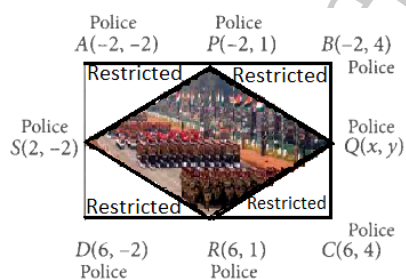 Police Police
A(−2, −2) P(−2, 1) B(−2, 4)
Restricted Restricted Police
Police Police
S(2, −2) Q(x, y)
Restricted Restricted
Police
D(6, −2) R(6, 1) C(6, 4)
Police Police